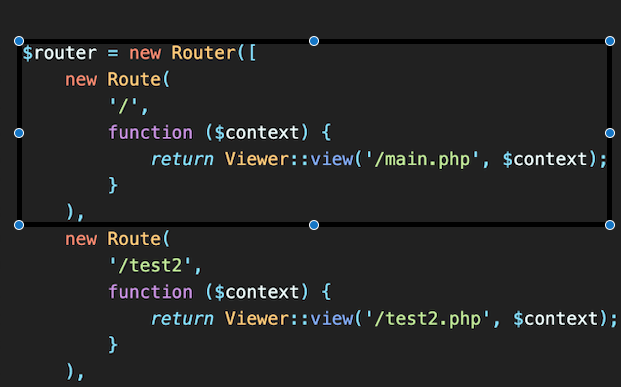 $router = new Router([
    new Route(
        '/',
        function ($context) {
            return Viewer::view('/main.php', $context);
        }
    ),
    new Route(
        '/test2',
        function ($context) {
            return Viewer::view('/test2.php', $context);
        }
    ),